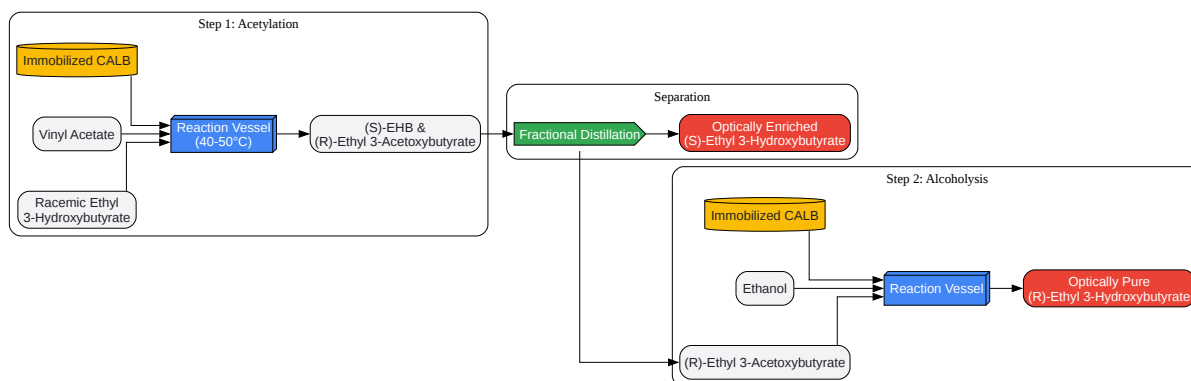 Step 1: Acetylation
Immobilized CALB
Vinyl Acetate
Racemic Ethyl
3-Hydroxybutyrate
Reaction Vessel
(40-50°C)
(S)-EHB &
(R)-Ethyl 3-Acetoxybutyrate
Separation
Fractional Distillation
Optically Enriched
(S)-Ethyl 3-Hydroxybutyrate
Step 2: Alcoholysis
Immobilized CALB
Ethanol
(R)-Ethyl 3-Acetoxybutyrate
Reaction Vessel
Optically Pure
(R)-Ethyl 3-Hydroxybutyrate